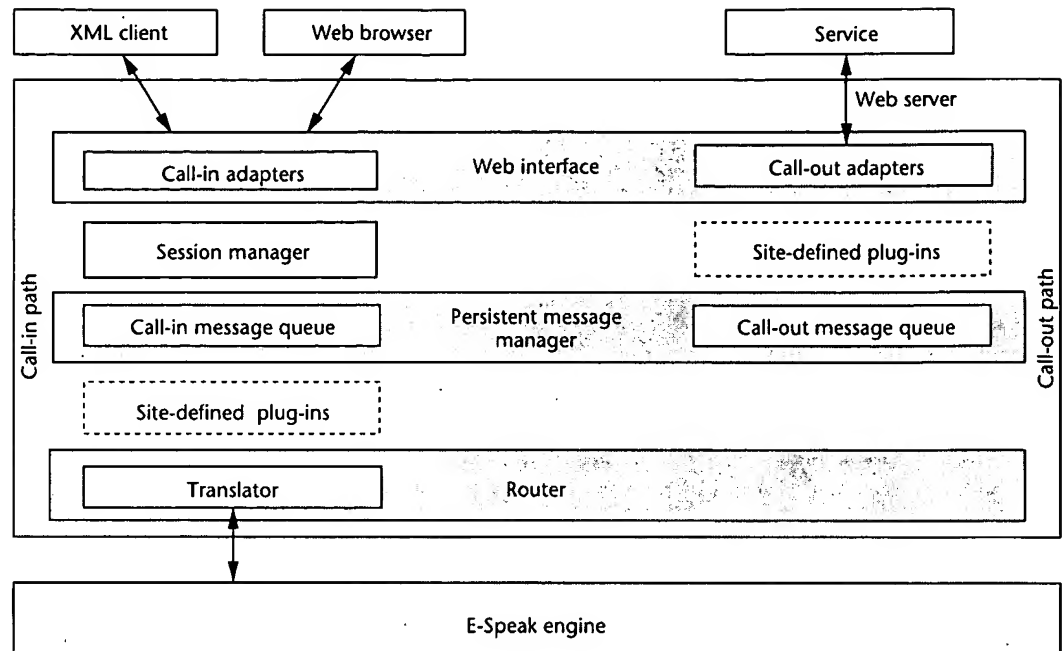 XML client
Web browser
Service
Web server
Call-in adapters
Web interface
Call-out adapters
Session manager
Site-defined plug-ins
Call-in path
Call-out path
Call-in message queue
Persistent message
manager
Call-out message queue
Site-defined plug-ins
Translator
Router
E-Speak engine